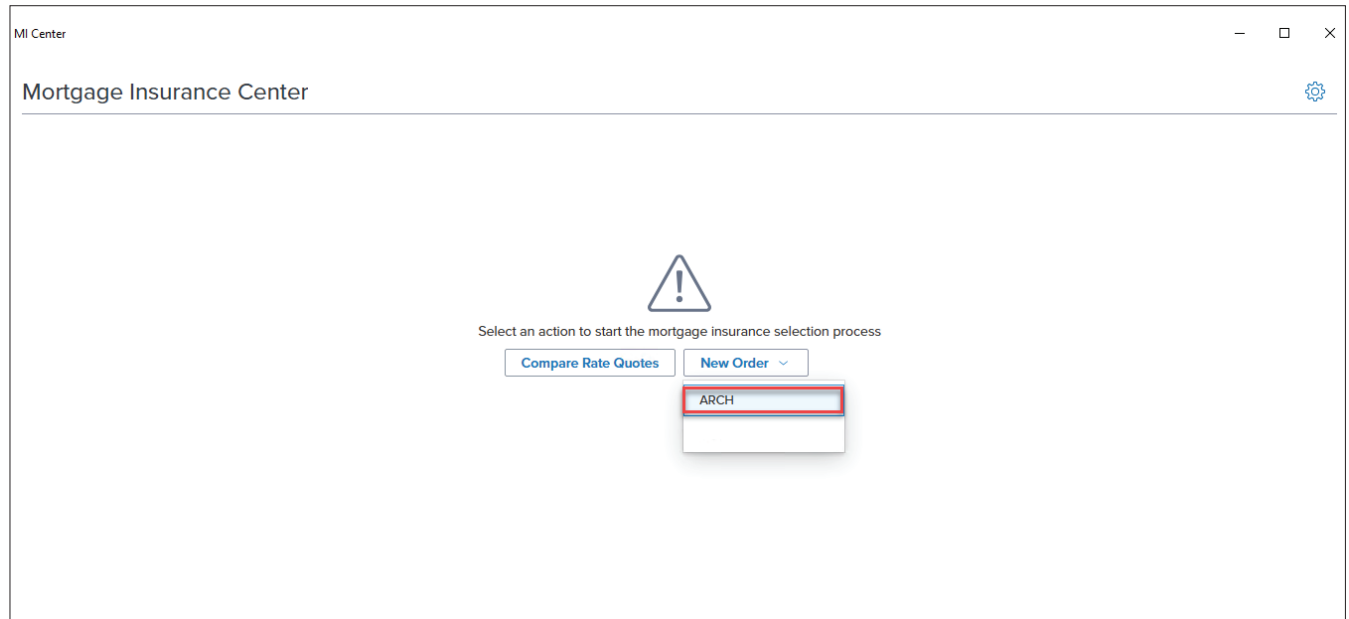 MI Center
Mortgage Insurance Center
Select an action to start the mortgage insurance selection process
Compare Rate Quotes New Order
ARCH